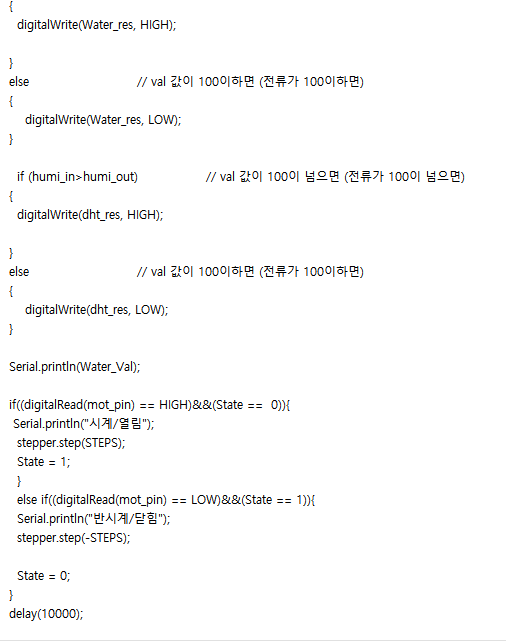 {
digitalWrite(Water_res, HIGH);
}
else // val 값이 100이하면 (전류가 100이하면)
{
digitalWrite(Water_res, LOW);
}
if (humi_in>humi_out) // val 값이 100이 넘으면 (전류가 100이 넘으면)
{
digitalWrite(dht_res, HIGH);
}
else // val 값이 100이하면 (전류가 100이하면)
{
digitalWrite(dht_res, LOW);
}
Serial.println(Water_Val);
if((digitalRead(mot_pin) == HIGH)&&(State == 0)){
Serial.println("시계/열림");
stepper.step(STEPS);
State = 1;
}
else if((digitalRead(mot_pin) == LOW)&&(State == 1)){
Serial.println("반시계/닫힘");
stepper.step(-STEPS);
State = 0;
}
delay(10000);